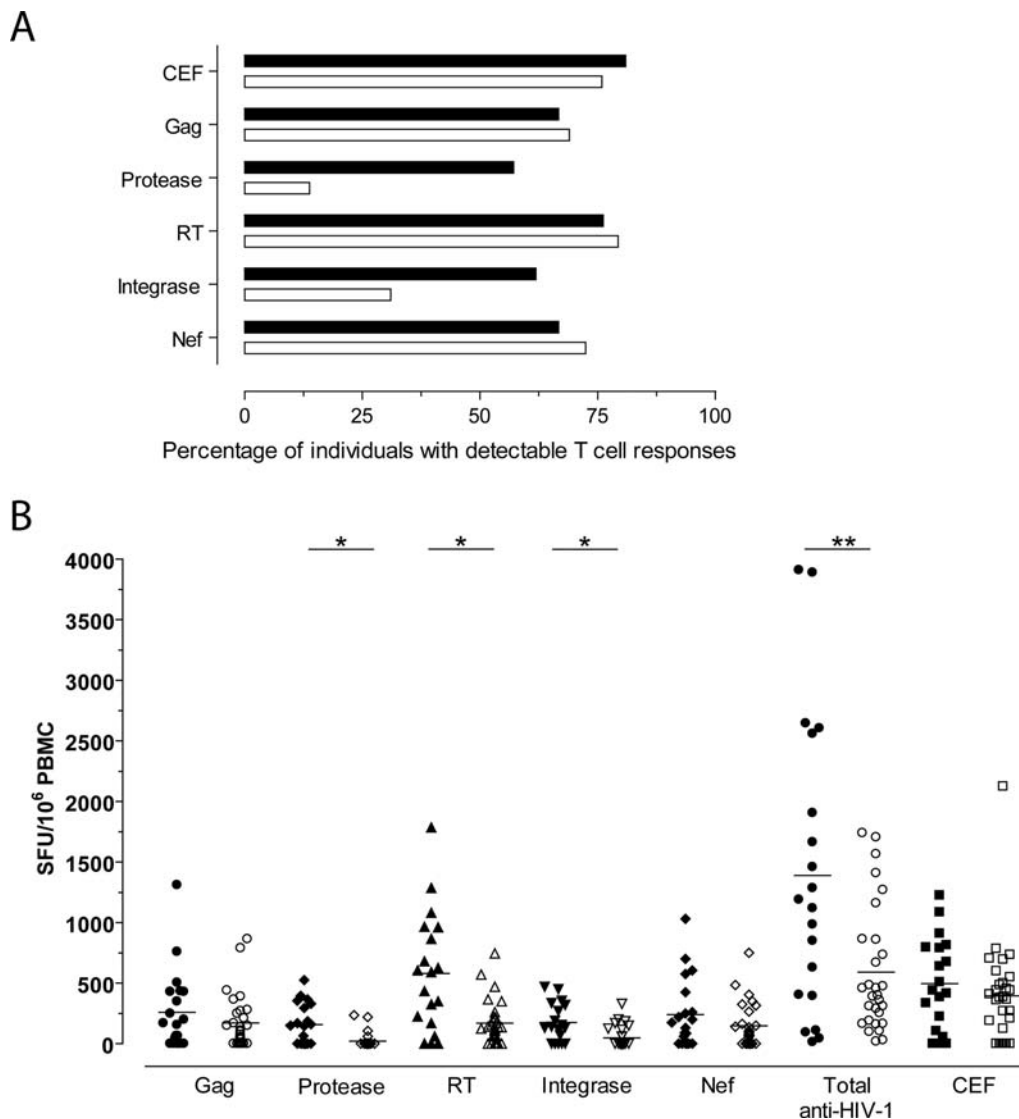 A
CEF
Gag
Protease
RT
Integrase
Nef
0 25 50 75 100
Percentage of individuals with detectable T cell responses
B
* * * **
4000
3500
3000
2500
2000
1500
1000
500
0
SFU/10⁶ PBMC
Gag Protease RT Integrase Nef Total CEF
anti-HIV-1